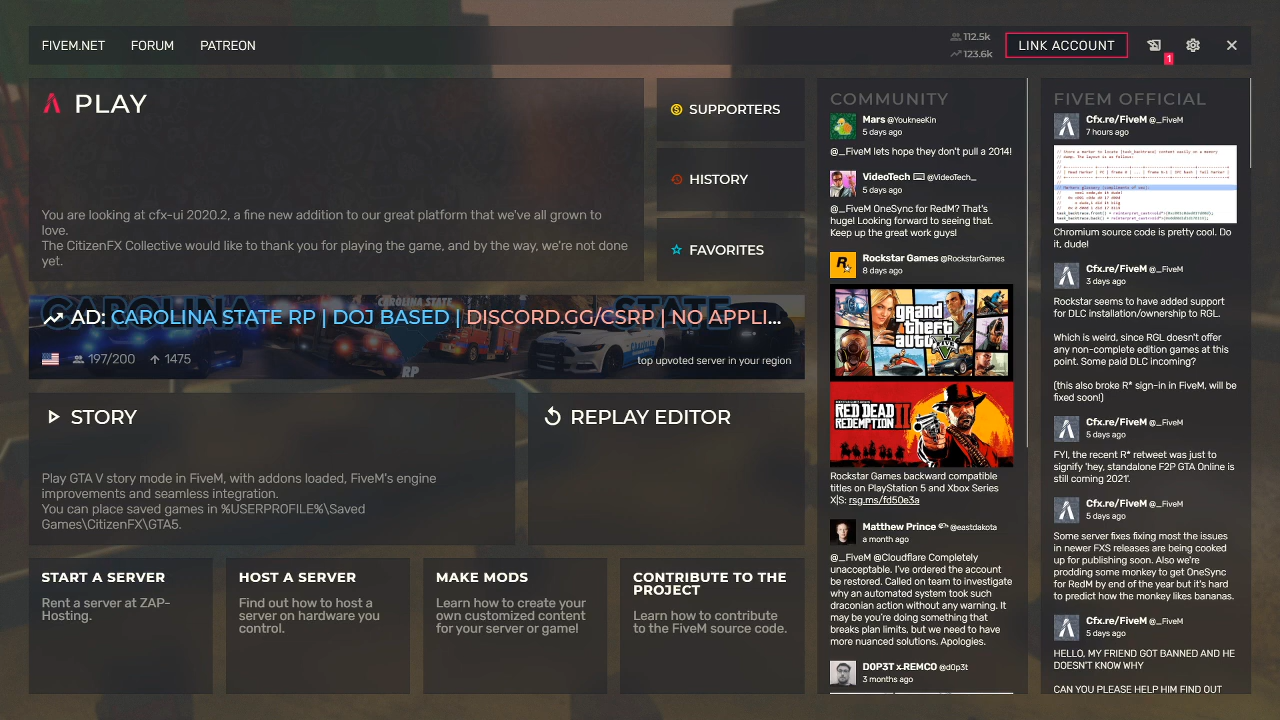 FIVEM.NET
FORUM
PATREON
112.5k
123.6k
LINK ACCOUNT
1
PLAY
You are looking at cfx-ui 2020.2, a fine new addition to our great platform that we've all grown to
love.
The CitizenFX Collective would like to thank you for playing the game, and by the way, we're not done
yet.
SUPPORTERS
HISTORY
FAVORITES
AD: CAROLINA STATE RP | DOJ BASED | DISCORD.GG/CSRP | NO APPLI...
CAROLINA STATE
RP
197/200
1475
top upvoted server in your region
STORY
Play GTA V story mode in FiveM, with addons loaded, FiveM's engine
improvements and seamless integration.
You can place saved games in %USERPROFILE%\Saved
Games\CitizenFX\GTA5.
REPLAY EDITOR
START A SERVER
Rent a server at ZAP-
Hosting.
HOST A SERVER
Find out how to host a
server on hardware you
control.
MAKE MODS
Learn how to create your
own customized content
for your server or game!
CONTRIBUTE TO THE
PROJECT
Learn how to contribute
to the FiveM source code.
COMMUNITY
Mars @YoukneeKin
5 days ago
@_FiveM lets hope they don't pull a 2014!
VideoTech @VideoTech_
5 days ago
@_FiveM OneSync for RedM? That's
huge! Looking forward to seeing that.
Keep up the great work guys!
Rockstar Games @RockstarGames
8 days ago
grand
theft
auto
V
RED DEAD
REDEMPTION II
Rockstar Games backward compatible
titles on PlayStation 5 and Xbox Series
X|S: rsg.ms/fd50e3a
Matthew Prince @eastdakota
a month ago
@_FiveM @Cloudflare Completely
unacceptable. I've ordered the account
be restored. Called on team to investigate
why an automated system took such
draconian action without any warning. It
may be you're doing something that
breaks plan limits, but we need to have
more nuanced solutions. Apologies.
D0P3T x-REMCO @d0p3t
3 months ago
FIVEM OFFICIAL
Cfx.re/FiveM @_FiveM
7 hours ago
Chromium source code is pretty cool. Do
it, dude!
Cfx.re/FiveM @_FiveM
3 days ago
Rockstar seems to have added support
for DLC installation/ownership to RGL.
Which is weird, since RGL doesn't offer
any non-complete edition games at this
point. Some paid DLC incoming?
(this also broke R* sign-in in FiveM, will be
fixed soon!)
Cfx.re/FiveM @_FiveM
5 days ago
FYI, the recent R* retweet was just to
signify 'hey, standalone F2P GTA Online is
still coming 2021'.
Cfx.re/FiveM @_FiveM
5 days ago
Some server fixes fixing most the issues
in newer FXS releases are being cooked
up for publishing soon. Also we're
prodding some monkey to get OneSync
for RedM by end of the year but it's hard
to predict how the monkey likes bananas.
Cfx.re/FiveM @_FiveM
5 days ago
HELLO, MY FRIEND GOT BANNED AND HE
DOESN'T KNOW WHY
CAN YOU PLEASE HELP HIM FIND OUT